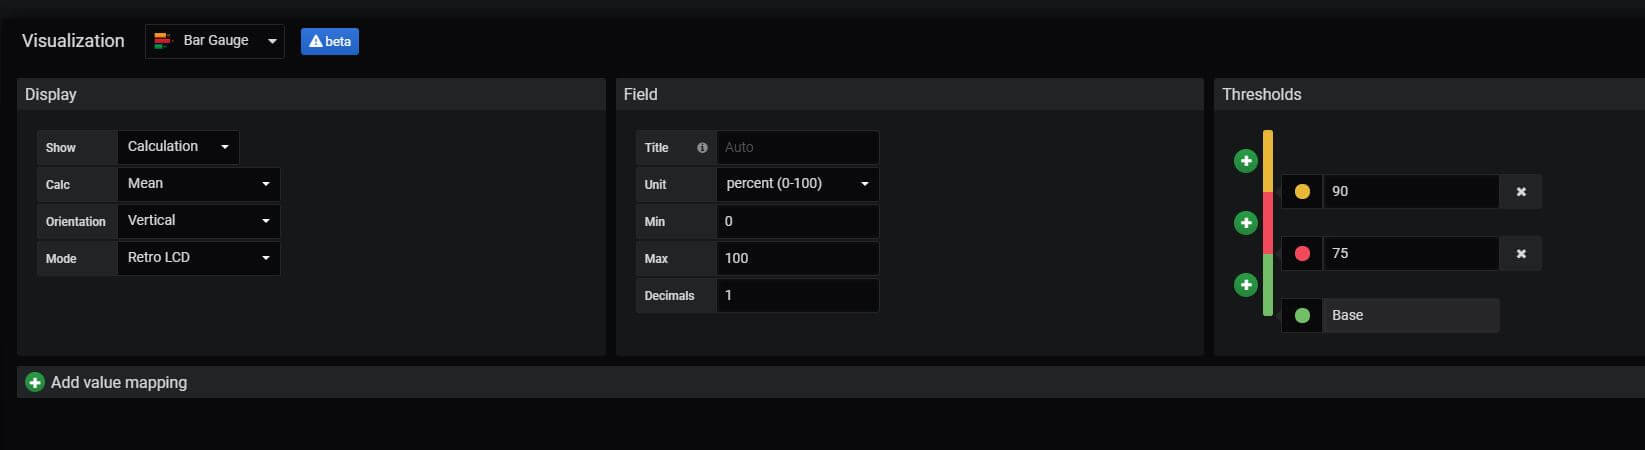 Visualization
Bar Gauge
beta
Display
Show Calculation
Calc Mean
Orientation Vertical
Mode Retro LCD
Field
Title Auto
Unit percent (0-100)
Min 0
Max 100
Decimals 1
Thresholds
90
75
Base
Add value mapping